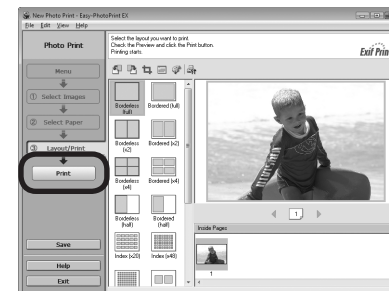 New Photo Print - Easy-PhotoPrint EX
File Edit View Help
Photo Print
Select the layout you want to print.
Check the Preview and click the Print button.
Printing starts.
Exif Print
Menu
① Select Images
② Select Paper
③ Layout/Print
Print
Save
Help
Exit
Borderless (full)
Bordered (full)
Borderless (x2)
Bordered (x2)
Borderless (x4)
Bordered (x4)
Borderless (half)
Bordered (half)
Index (x20)
Index (x48)
1
Inside Pages
1